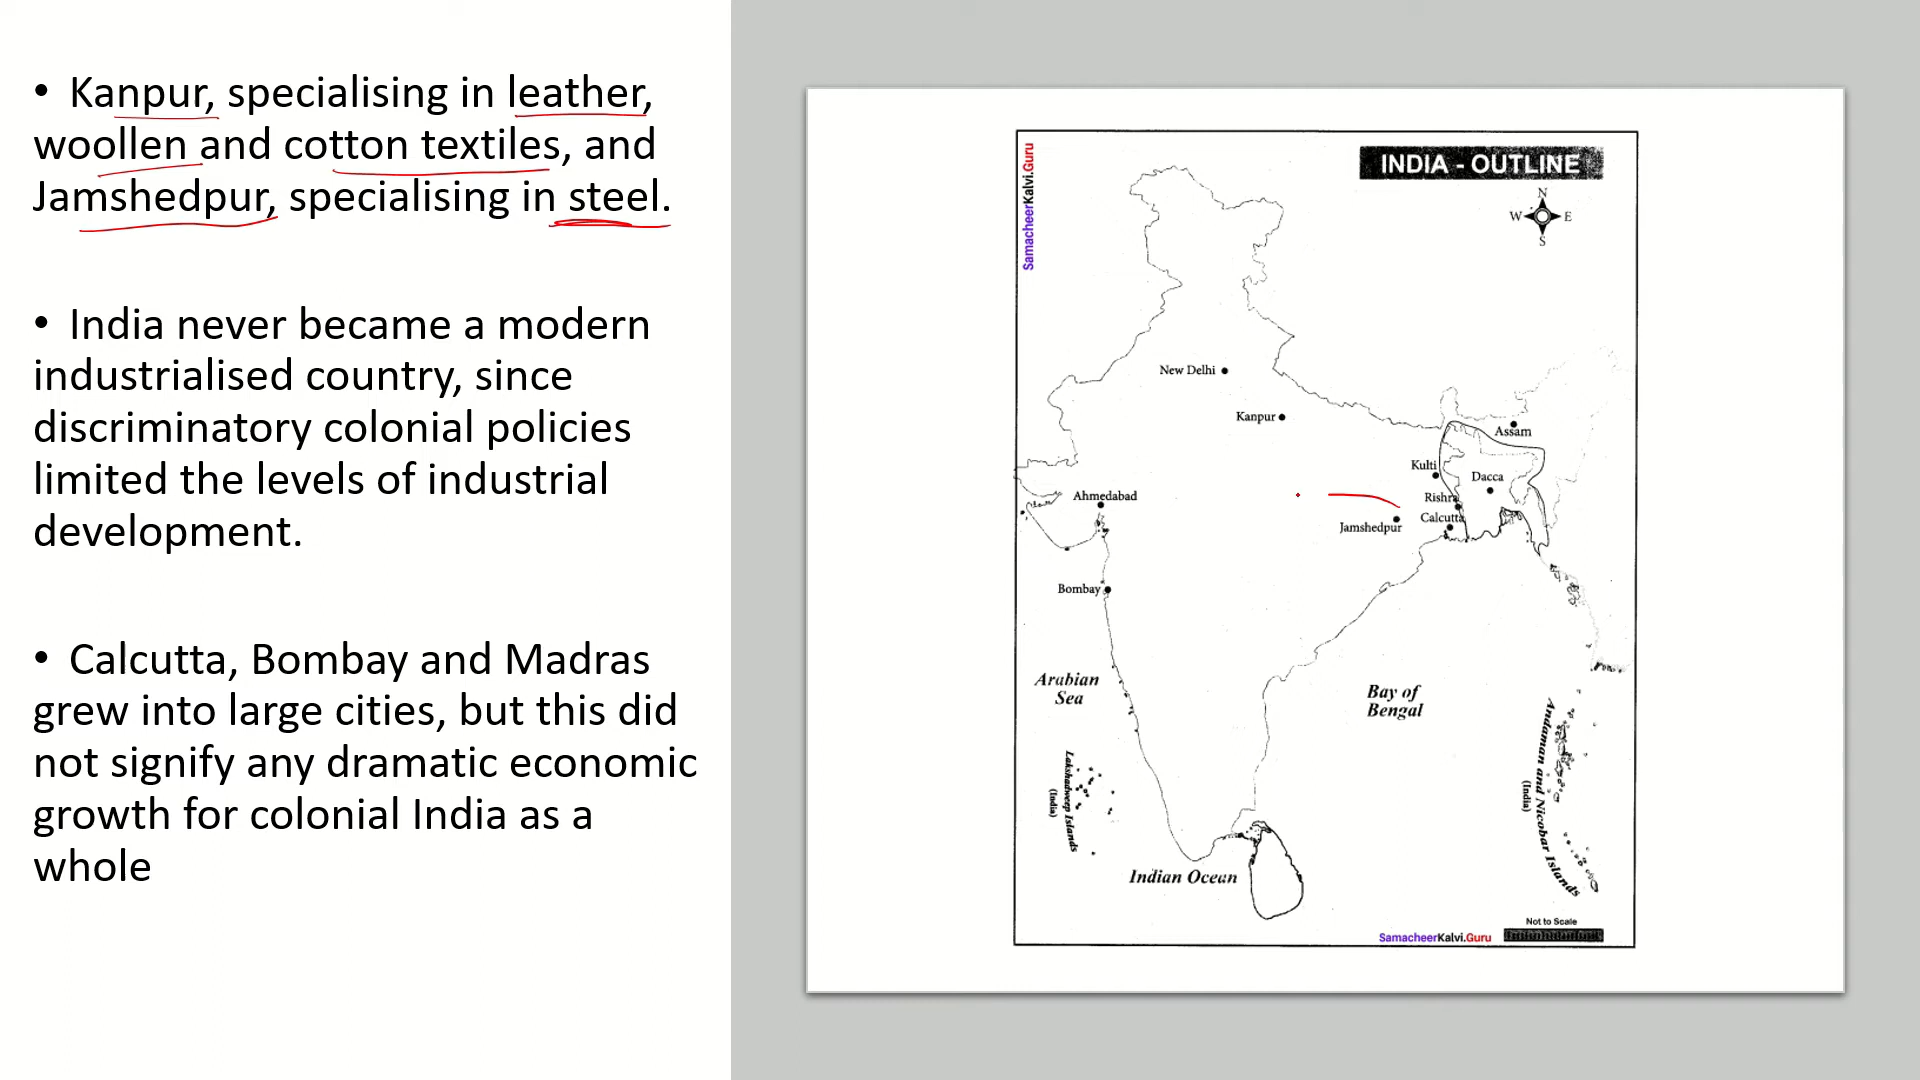 • Kanpur, specialising in leather,
woollen and cotton textiles, and
Jamshedpur, specialising in steel.
• India never became a modern
industrialised country, since
discriminatory colonial policies
limited the levels of industrial
development.
• Calcutta, Bombay and Madras
grew into large cities, but this did
not signify any dramatic economic
growth for colonial India as a
whole
SamacheerKalvi.Guru
INDIA - OUTLINE
N
W E
S
New Delhi
Kanpur
Assam
Kulti
Dacca
Ahmedabad
Rishra
Calcutta
Jamshedpur
Bombay
Arabian
Sea
Bay of
Bengal
Lakshadweep Islands
(India)
Andaman and Nicobar Islands
(India)
Indian Ocean
Not to Scale
SamacheerKalvi.Guru